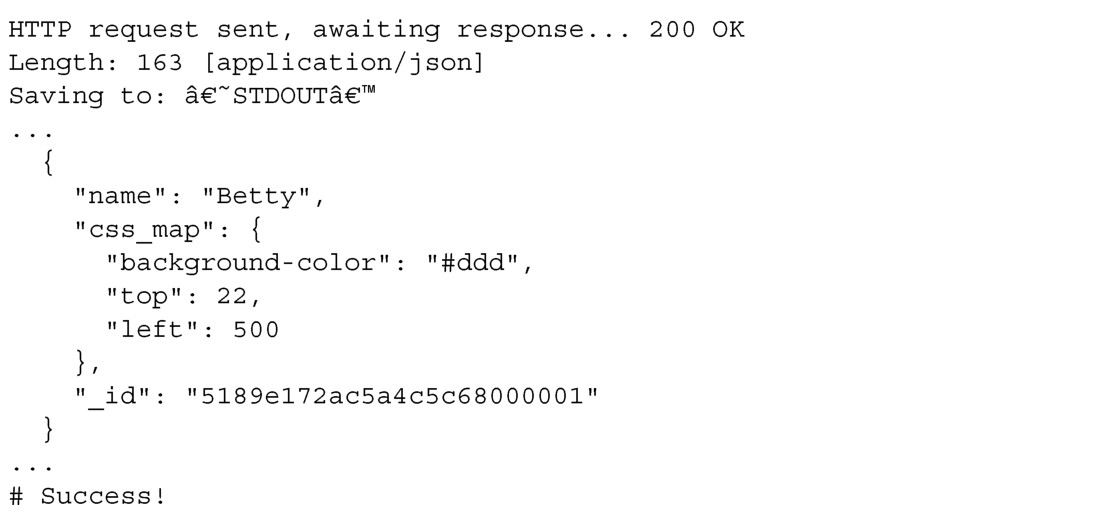 HTTP request sent, awaiting response... 200 OK
Length: 163 [application/json]
Saving to: â€˜STDOUTâ€™
...
  {
    "name": "Betty",
    "css_map": {
      "background-color": "#ddd",
      "top": 22,
      "left": 500
    },
    "_id": "5189e172ac5a4c5c68000001"
  }
...
# Success!